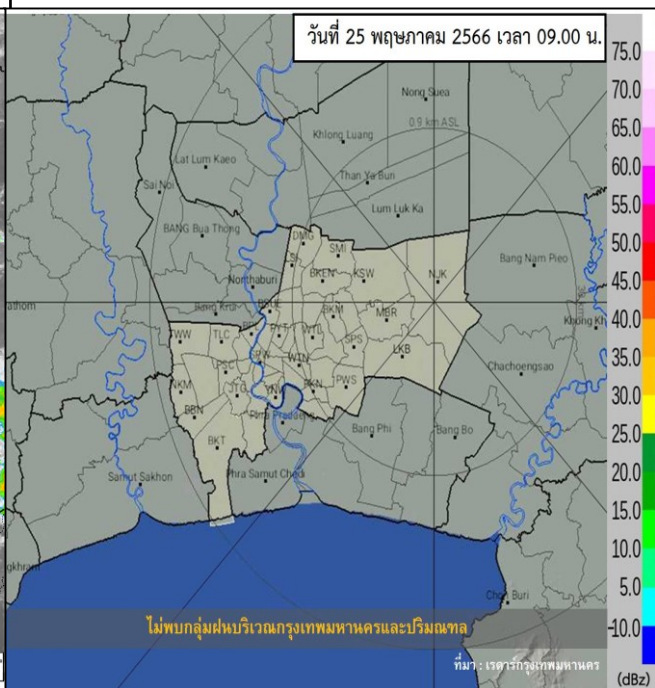 วันที่ 25 พฤษภาคม 2566 เวลา 09.00 น.
75.0
Nong Suea
70.0
0.9 km ASL
65.0
Khlong Luang
Lat Lum Kaeo
60.0
Than Ya Buri
Sai Noi
55.0
Lum Luk Ka
BANG Bua Thong
50.0
DMG
SMI
Bang Nam Pieo
45.0
BKEN
KSW
NJK
Nonthaburi
40.0
BKM
MBR
TWW
TLC
PYT
WTL
SPS
35.0
LKB
WTN
Chachoengsao
PSC
30.0
NKM
JTG
PWS
BBN
25.0
Bang Phi
Bang Bo
BKT
20.0
Samut Sakhon
Phra Samut Chedi
15.0
10.0
5.0
Chon Buri
-10.0
ไม่พบกลุ่มฝนบริเวณกรุงเทพมหานครและปริมณฑล
ที่มา : เรดาร์กรุงเทพมหานคร
(dBz)